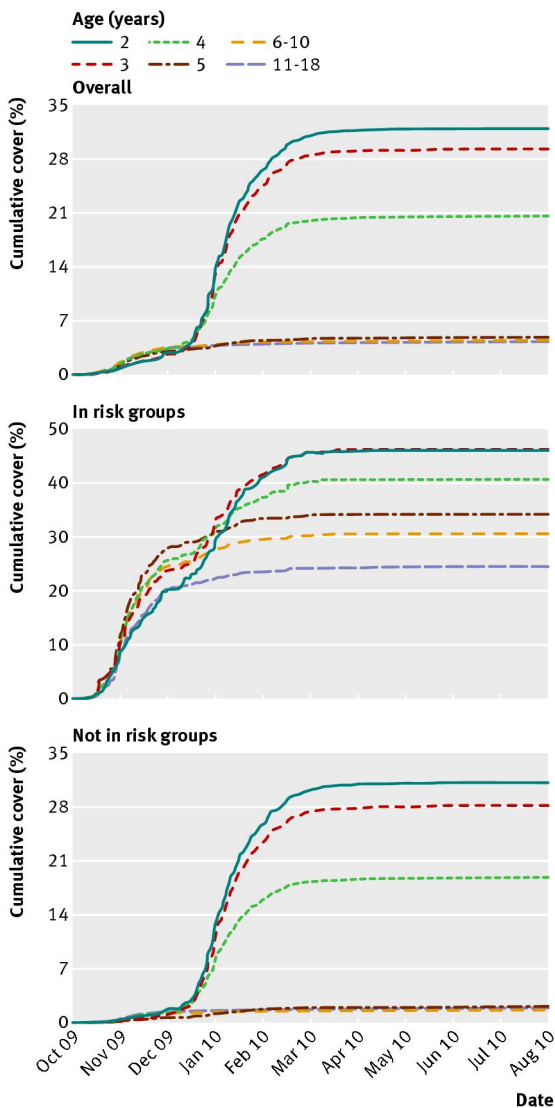 Age (years)
2 4 6-10
3 5 11-18
Overall
Cumulative cover (%)
35
28
21
14
7
0
In risk groups
Cumulative cover (%)
50
40
30
20
10
0
Not in risk groups
Cumulative cover (%)
35
28
21
14
7
0
Oct 09 Nov 09 Dec 09 Jan 10 Feb 10 Mar 10 Apr 10 May 10 Jun 10 Jul 10 Aug 10
Date